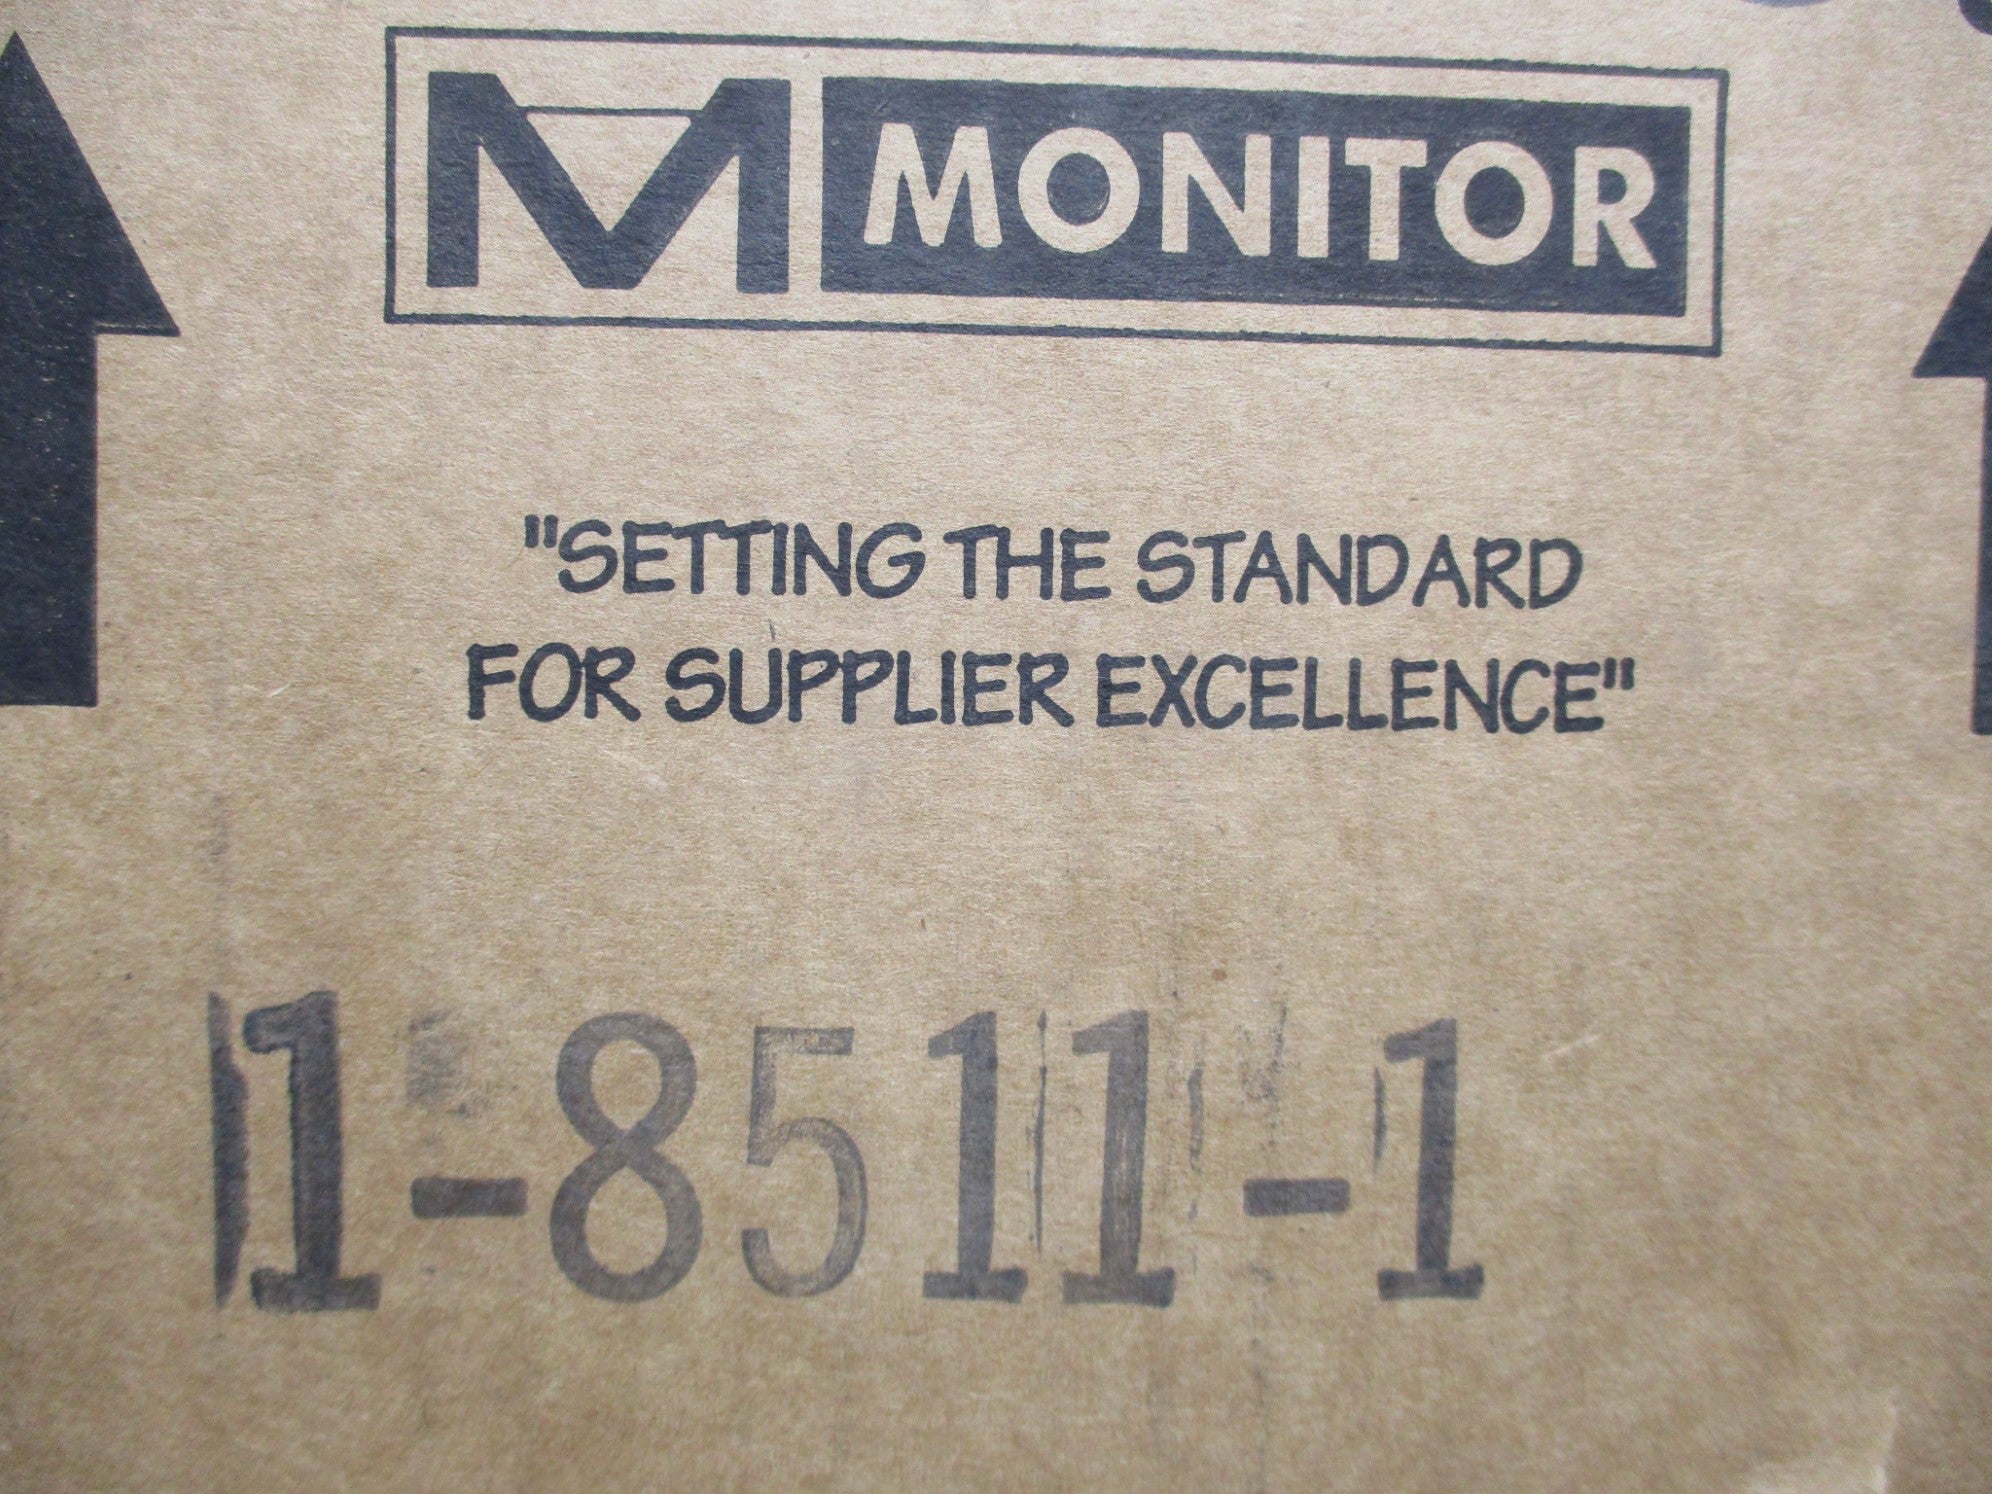 M MONITOR
"SETTING THE STANDARD
FOR SUPPLIER EXCELLENCE"
1-8511-1